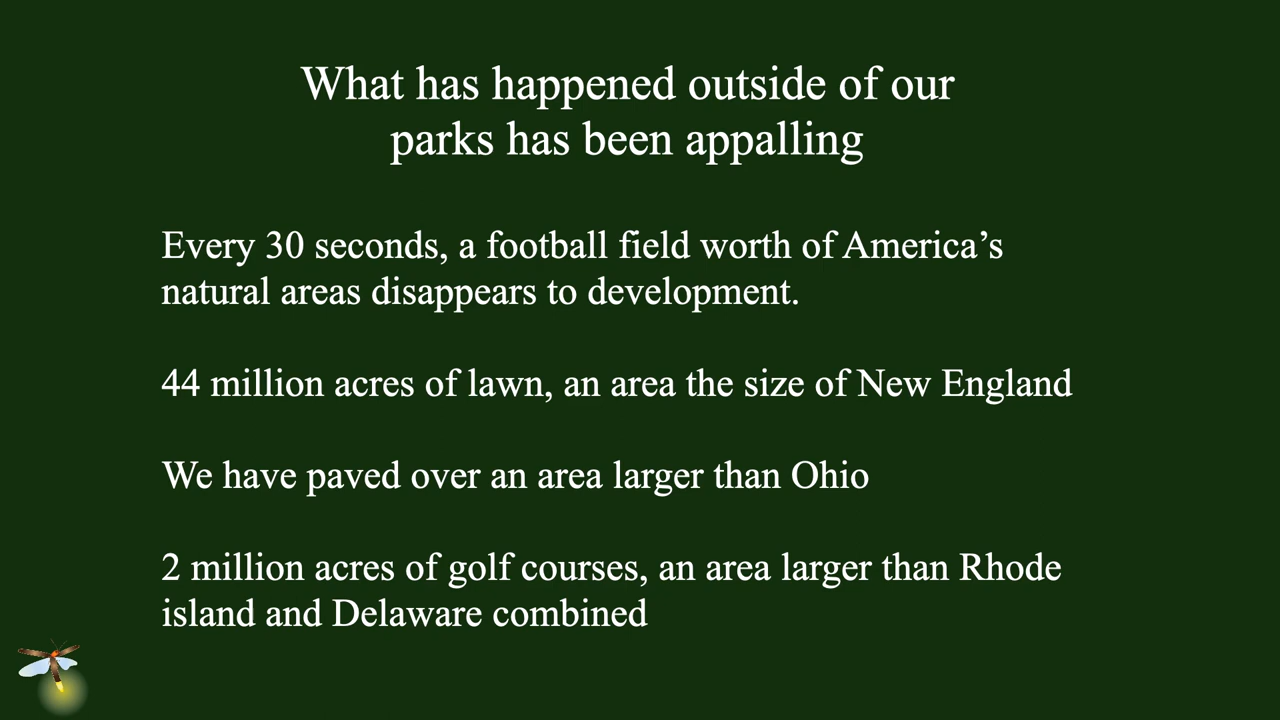 What has happened outside of our
parks has been appalling
Every 30 seconds, a football field worth of America’s
natural areas disappears to development.
44 million acres of lawn, an area the size of New England
We have paved over an area larger than Ohio
2 million acres of golf courses, an area larger than Rhode
island and Delaware combined